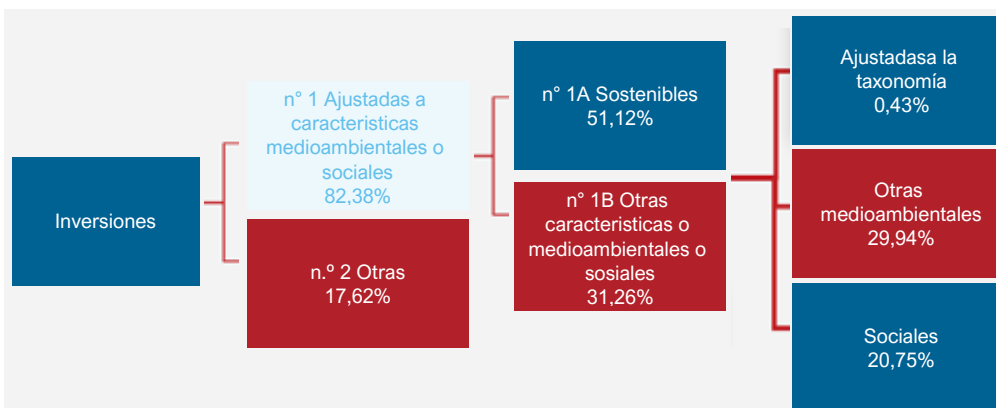 Inversiones
n° 1 Ajustadas a
caracteristicas
medioambientales o
sociales
82,38%
n.º 2 Otras
17,62%
n° 1A Sostenibles
51,12%
n° 1B Otras
caracteristicas o
medioambientales o
sosiales
31,26%
Ajustadasa la
taxonomía
0,43%
Otras
medioambientales
29,94%
Sociales
20,75%